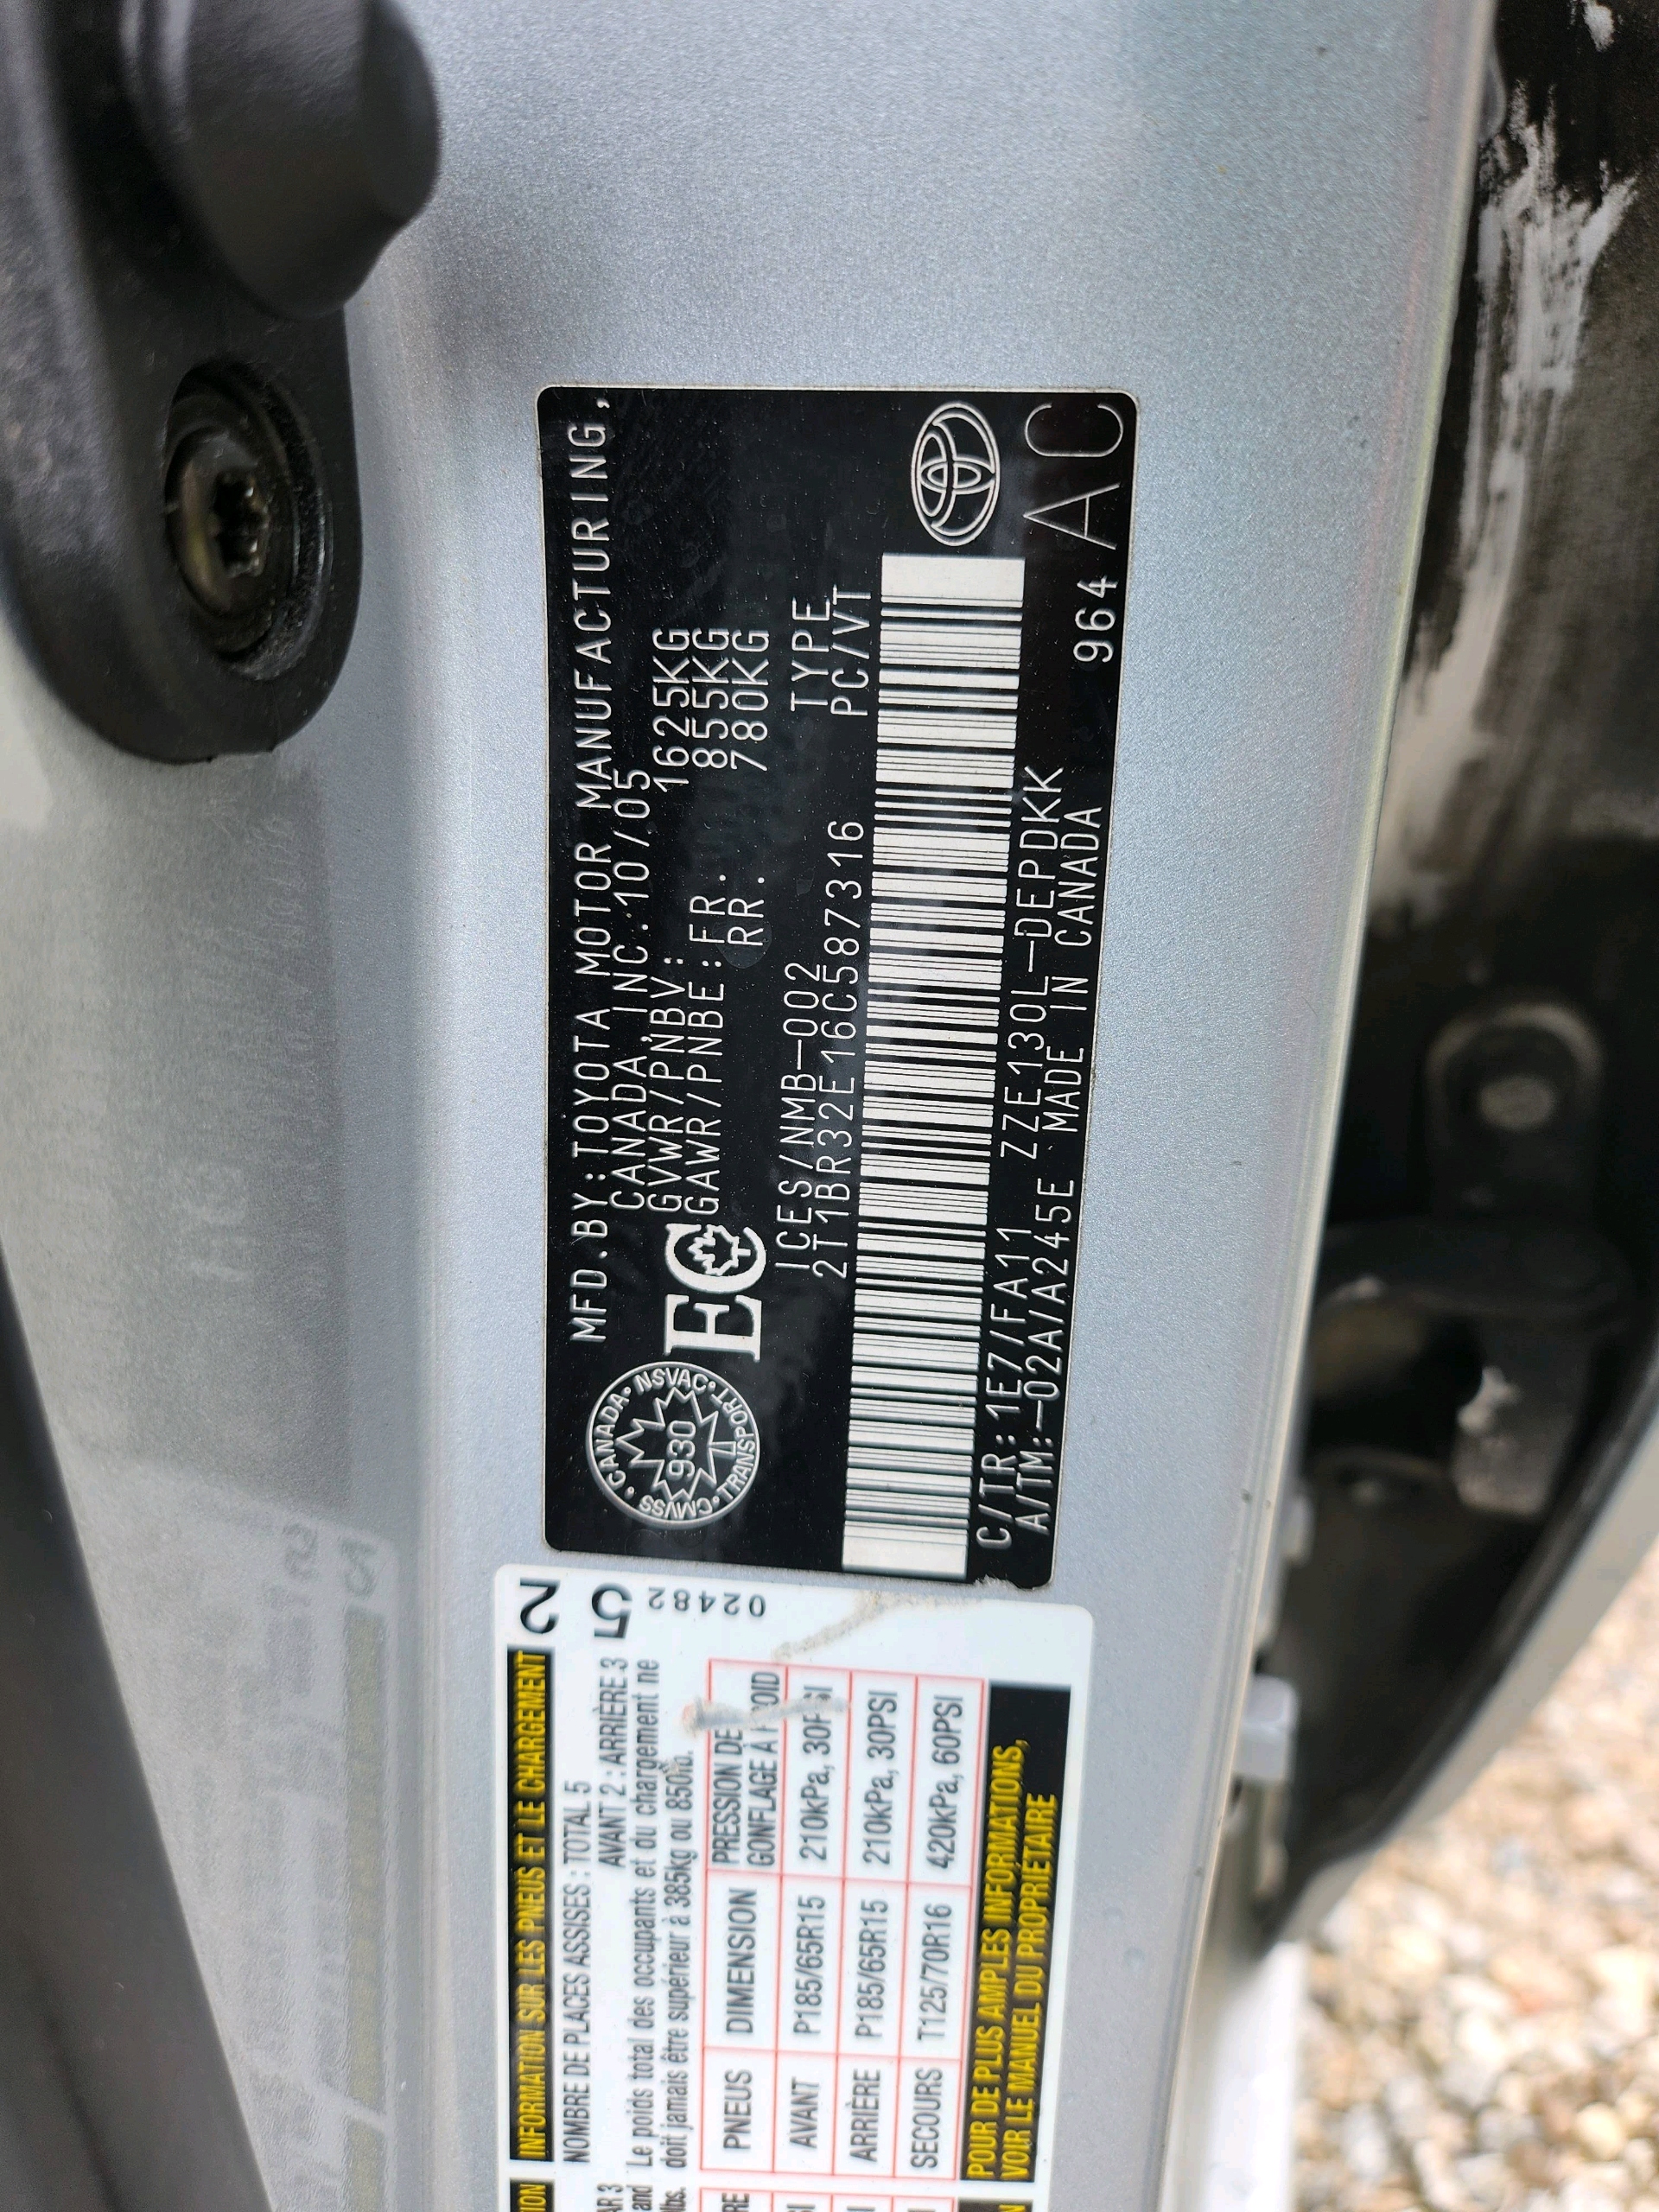 MFD.BY:TOYOTA MOTOR MANUFACTURING,
CANADA,INC.10/05
GVWR/PNBV: 1625KG
GAWR/PNBE:FR. 855KG
RR. 780KG
CANADA • NSVAC • TRANSPORT • CMVSS
930
EC
ICES/NMB-002 TYPE
2T1BR32E16C587316 PC/VT
C/TR:1E7/FA11 ZZE130L-DEPDKK
A/TM:-02A/A245E MADE IN CANADA
964 AC
INFORMATION SUR LES PNEUS ET LE CHARGEMENT
NOMBRE DE PLACES ASSISES : TOTAL 5
AVANT 2 : ARRIÈRE 3
Le poids total des occupants et du chargement ne
doit jamais être supérieur à 385kg ou 850lb.
PNEUS DIMENSION PRESSION DE
GONFLAGE À FROID
AVANT P185/65R15 210kPa, 30PSI
ARRIÈRE P185/65R15 210kPa, 30PSI
SECOURS T125/70R16 420kPa, 60PSI
POUR DE PLUS AMPLES INFORMATIONS,
VOIR LE MANUEL DU PROPRIETAIRE
2
5
02482